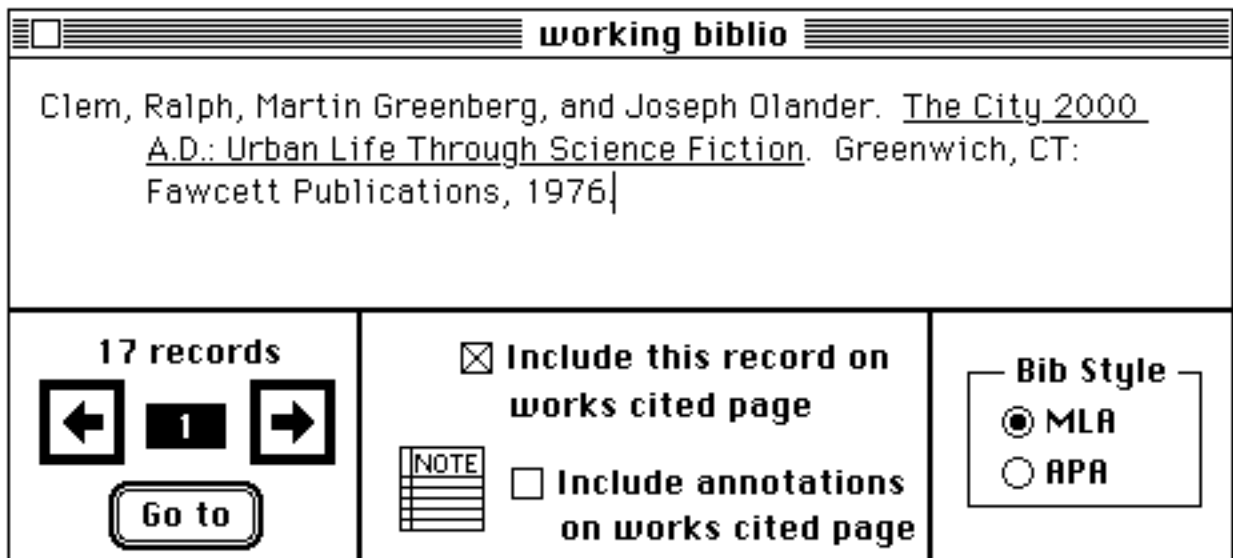 working biblio
Clem, Ralph, Martin Greenberg, and Joseph Olander.  The City 2000
A.D.: Urban Life Through Science Fiction.  Greenwich, CT:
Fawcett Publications, 1976.
17 records
1
Go to
Include this record on
works cited page
NOTE
Include annotations
on works cited page
Bib Style
MLA
APA